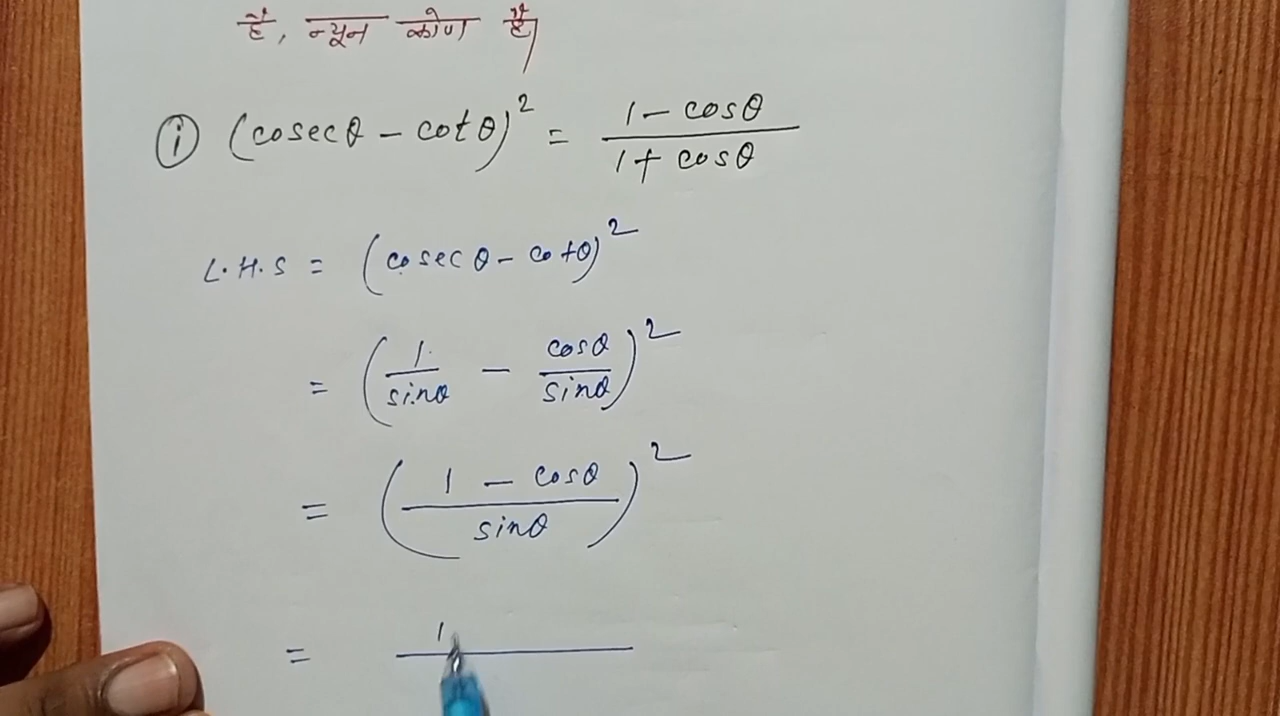 हैं, न्यून कोण है।
(i) (cosecθ - cotθ)² = (1 - cosθ)/(1 + cosθ)
L.H.S = (cosecθ - cotθ)²
= (1/sinθ - cosθ/sinθ)²
= ((1 - cosθ)/sinθ)²
= 1